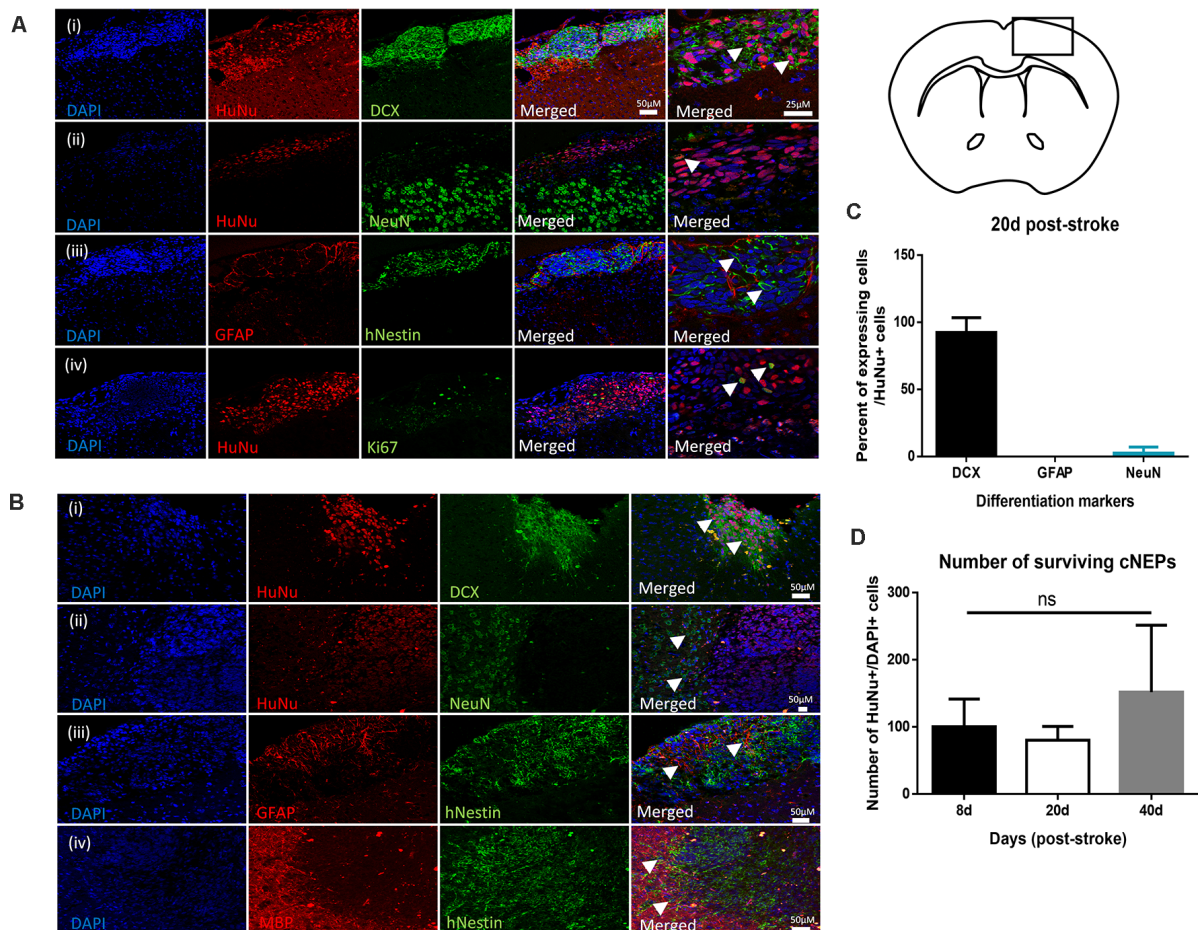 A
(i)
DAPI
HuNu
DCX
Merged
50µM
25µM
(ii)
DAPI
HuNu
NeuN
Merged
Merged
(iii)
DAPI
GFAP
hNestin
Merged
Merged
(iv)
DAPI
HuNu
Ki67
Merged
Merged
B
(i)
DAPI
HuNu
DCX
Merged
50µM
(ii)
DAPI
HuNu
NeuN
Merged
50µM
(iii)
DAPI
GFAP
hNestin
Merged
50µM
(iv)
DAPI
MBP
hNestin
Merged
50µM
C
20d post-stroke
Percent of expressing cells
/HuNu+ cells
150
100
50
0
DCX GFAP NeuN
Differentiation markers
D
Number of surviving cNEPs
Number of HuNu+/DAPI+ cells
300
200
100
0
ns
8d 20d 40d
Days (post-stroke)